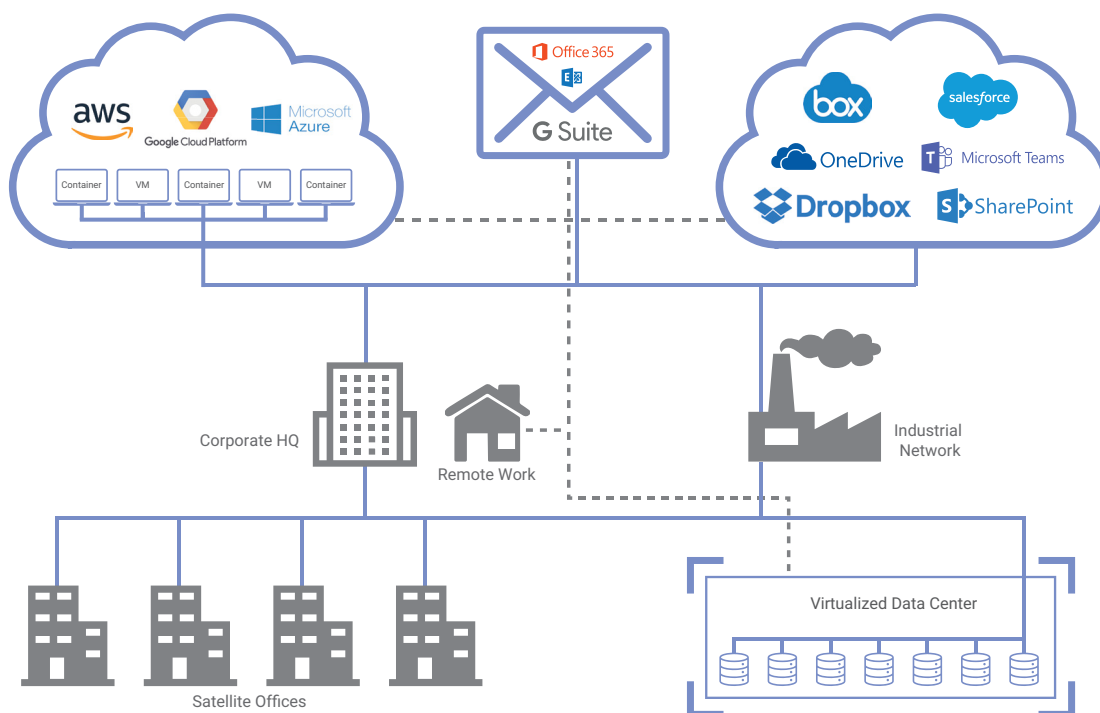 aws
Google Cloud Platform
Microsoft
Azure
Container
VM
Container
VM
Container
Office 365
E
G Suite
box
salesforce
OneDrive
T
Microsoft Teams
Dropbox
S
SharePoint
Corporate HQ
Remote Work
Industrial
Network
Satellite Offices
Virtualized Data Center